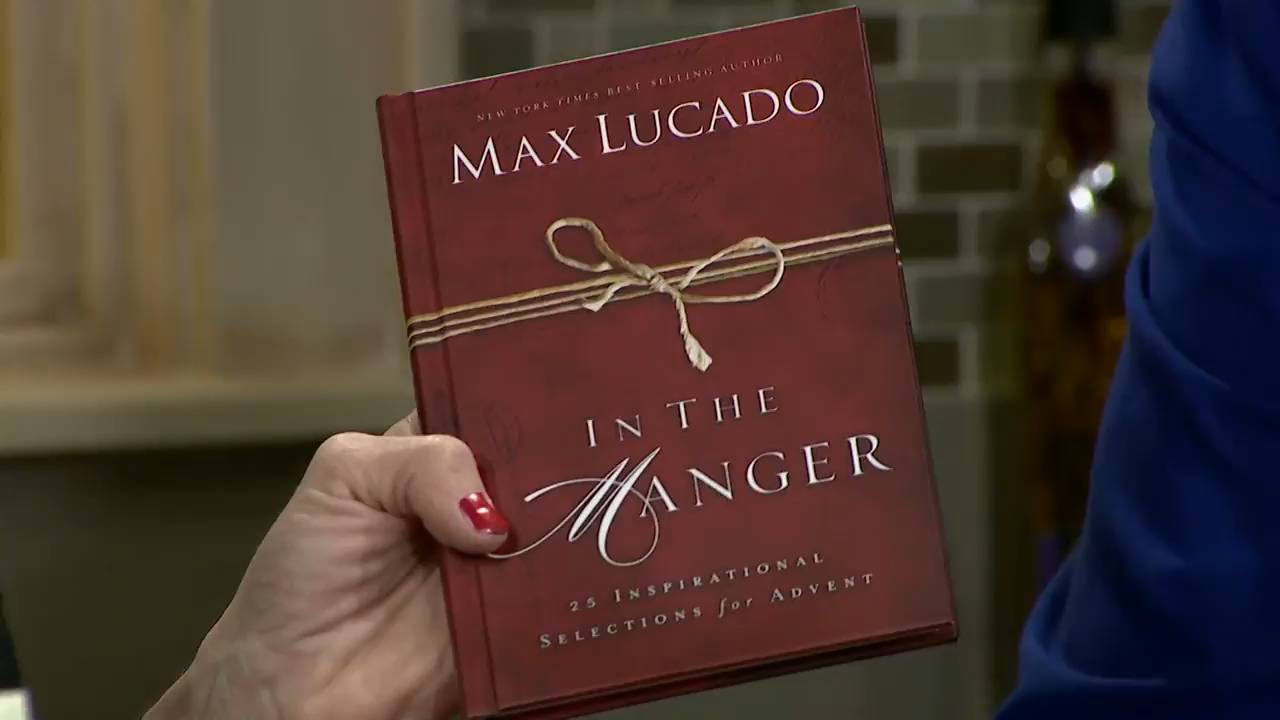 NEW YORK TIMES BEST SELLING AUTHOR
MAX LUCADO
IN THE
MANGER
25 INSPIRATIONAL
SELECTIONS for ADVENT